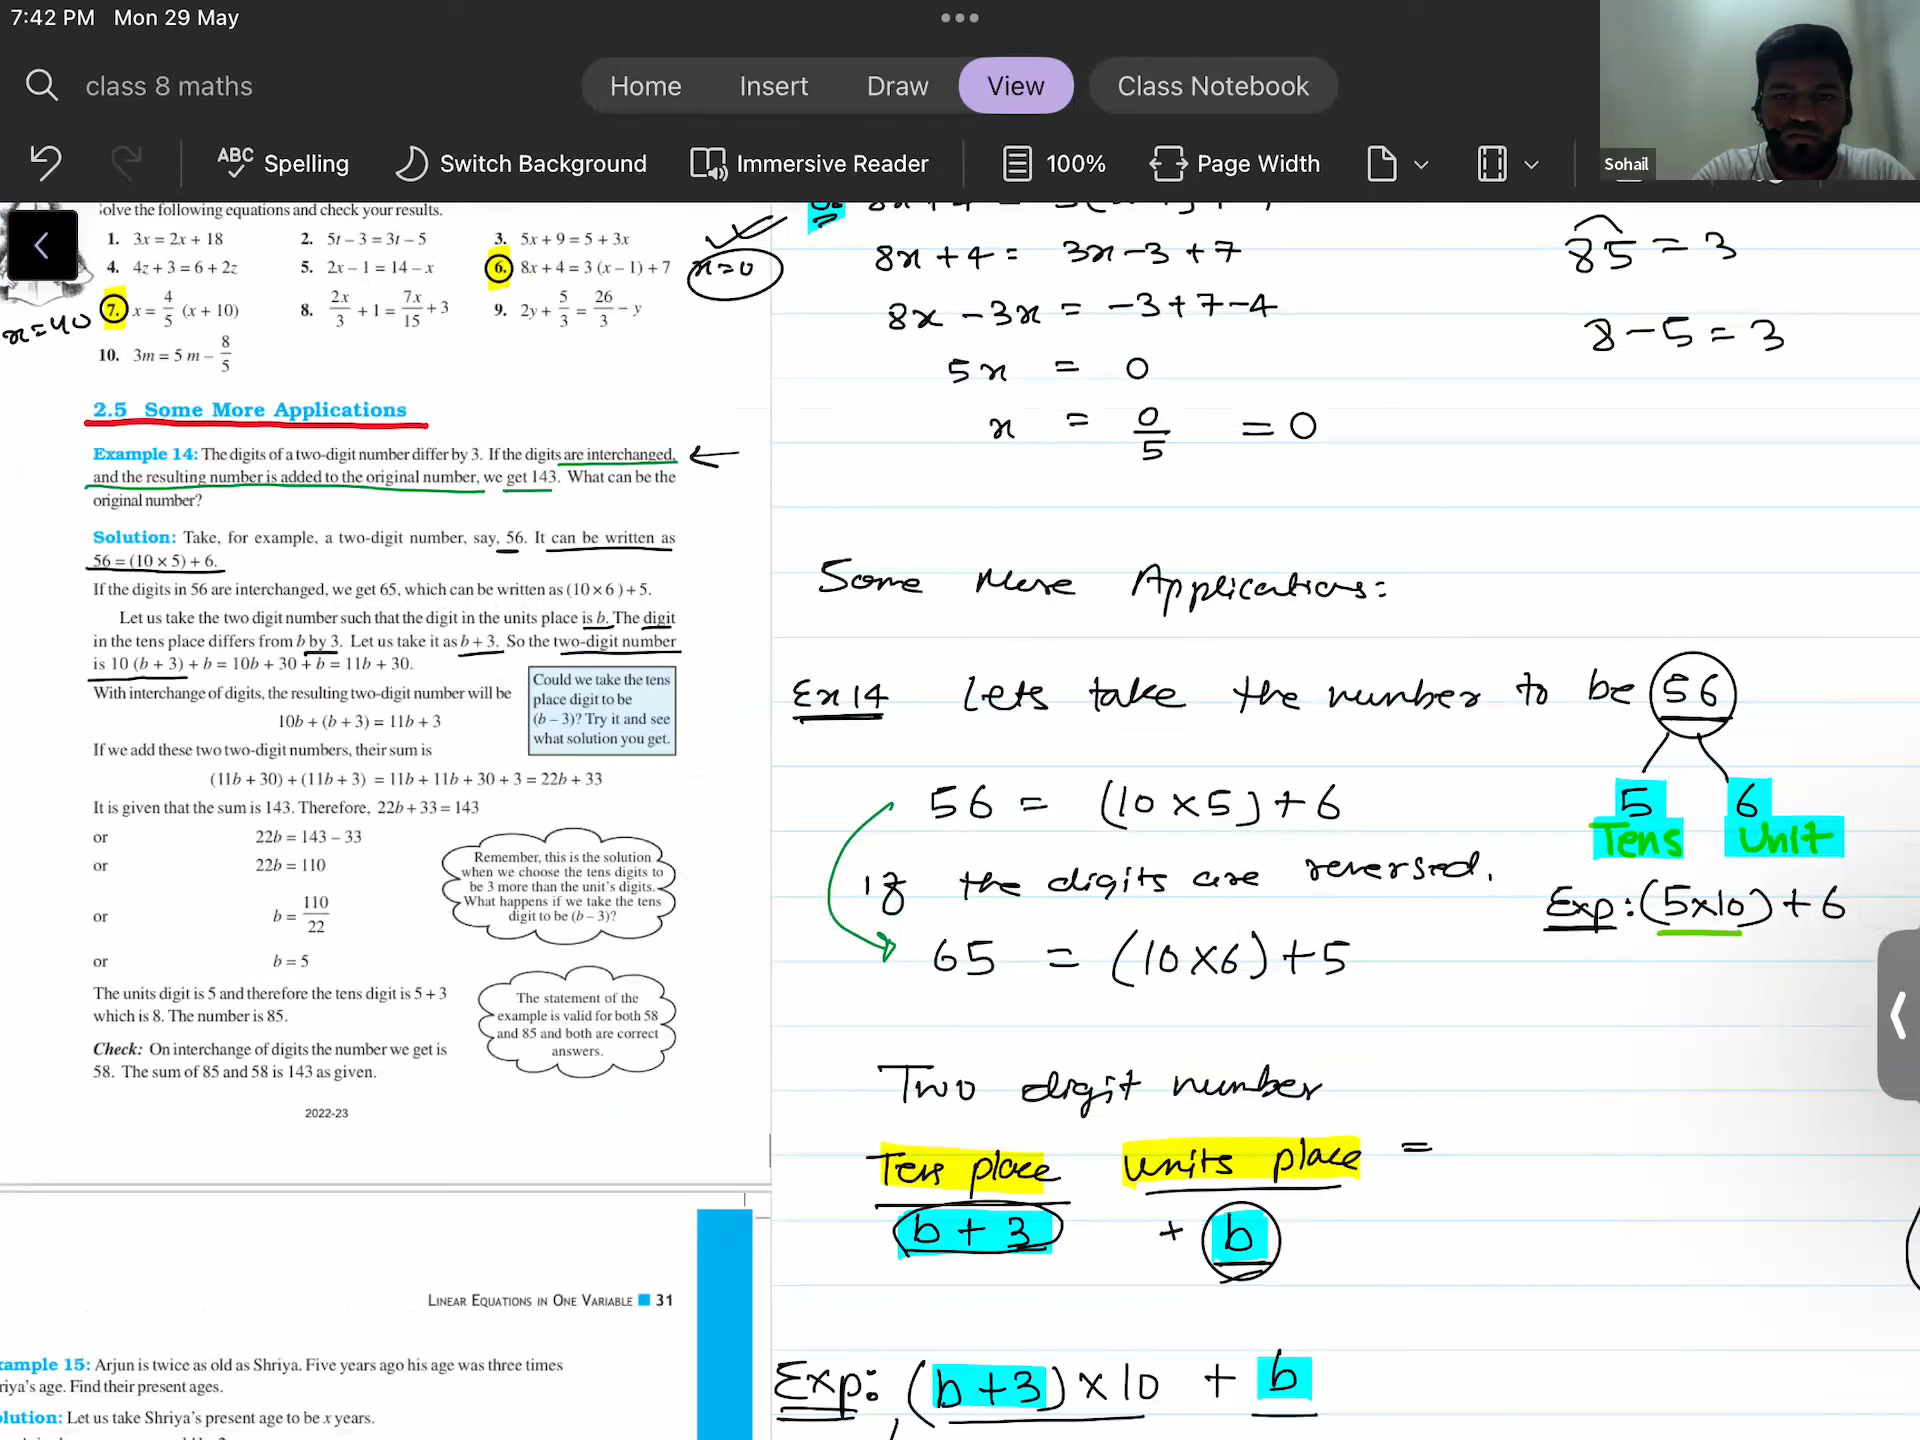 7:42 PM Mon 29 May
class 8 maths
Home Insert Draw View Class Notebook
ABC Spelling Switch Background Immersive Reader 100% Page Width
Sohail
olve the following equations and check your results.
1. 3x = 2x + 18 2. 5t – 3 = 3t – 5 3. 5x + 9 = 5 + 3x
4. 4z + 3 = 6 + 2z 5. 2x – 1 = 14 – x 6. 8x + 4 = 3 (x – 1) + 7 x=0
7. x = 4/5 (x + 10) 8. 2x/3 + 1 = 7x/15 + 3 9. 2y + 5/3 = 26/3 – y
x=40
10. 3m = 5 m – 8/5
2.5 Some More Applications
Example 14: The digits of a two-digit number differ by 3. If the digits are interchanged,
and the resulting number is added to the original number, we get 143. What can be the
original number?
Solution: Take, for example, a two-digit number, say, 56. It can be written as
56 = (10 × 5) + 6.
If the digits in 56 are interchanged, we get 65, which can be written as (10 × 6 ) + 5.
Let us take the two digit number such that the digit in the units place is b. The digit
in the tens place differs from b by 3. Let us take it as b + 3. So the two-digit number
is 10 (b + 3) + b = 10b + 30 + b = 11b + 30.
With interchange of digits, the resulting two-digit number will be
10b + (b + 3) = 11b + 3
If we add these two two-digit numbers, their sum is
Could we take the tens
place digit to be
(b – 3)? Try it and see
what solution you get.
(11b + 30) + (11b + 3) = 11b + 11b + 30 + 3 = 22b + 33
It is given that the sum is 143. Therefore, 22b + 33 = 143
or 22b = 143 – 33
or 22b = 110
or b = 110/22
or b = 5
Remember, this is the solution
when we choose the tens digits to
be 3 more than the unit's digits.
What happens if we take the tens
digit to be (b – 3)?
The units digit is 5 and therefore the tens digit is 5 + 3
which is 8. The number is 85.
The statement of the
example is valid for both 58
and 85 and both are correct
answers.
Check: On interchange of digits the number we get is
58. The sum of 85 and 58 is 143 as given.
2022-23
LINEAR EQUATIONS IN ONE VARIABLE 31
ample 15: Arjun is twice as old as Shriya. Five years ago his age was three times
riya's age. Find their present ages.
lution: Let us take Shriya's present age to be x years.
8x + 4 = 3x - 3 + 7
8x - 3x = -3 + 7 - 4
5x = 0
x = 0/5 = 0
85 = 3
8 - 5 = 3
Some More Applications:
Ex 14 Lets take the number to be 56
5 6
Tens Unit
Exp: (5x10) + 6
56 = (10 x 5) + 6
if the digits are reversed.
65 = (10 x 6) + 5
Two digit number
Tens place units place =
b + 3 + b
Exp: (b + 3) x 10 + b